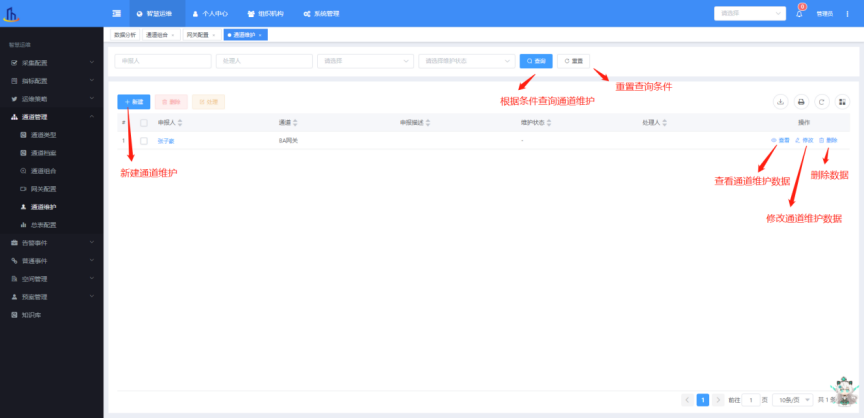 智慧运维
个人中心
组织机构
系统管理
请选择
8
管理员
智慧运维
数据分析
通道组合 ×
网关配置 ×
通道维护 ×
采集配置
指标配置
运维策略
通道管理
通道类型
通道档案
通道组合
网关配置
通道维护
总表配置
告警事件
普通事件
空间管理
预案管理
知识库
申报人
处理人
请选择
请选择维护状态
查询
重置
根据条件查询通道维护
重置查询条件
+ 新建
删除
处理
# 申报人 通道 申报描述 维护状态 处理人 操作
1 8A网关 - 查看 修改 删除
新建通道维护
查看通道维护数据
删除数据
修改通道维护数据
1 前往 1 页 10条/页 共 1 条